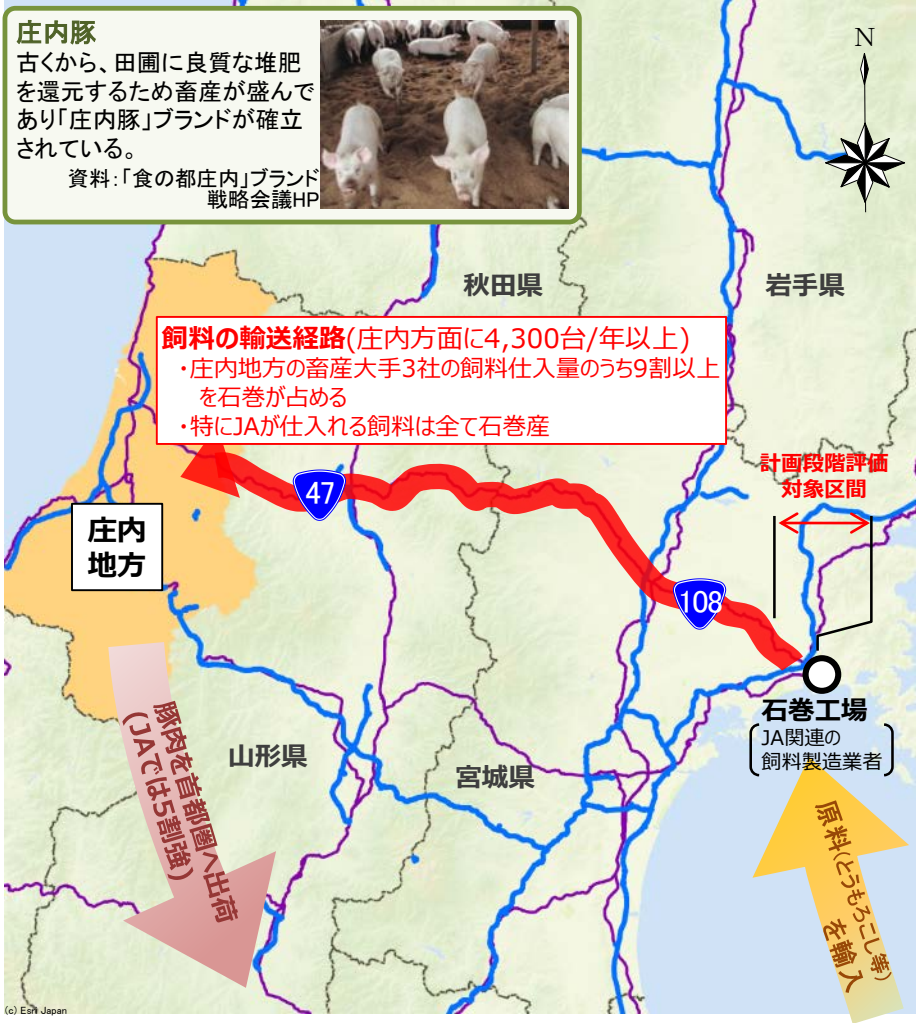 庄内豚
古くから、田圃に良質な堆肥
を還元するため畜産が盛んで
あり「庄内豚」ブランドが確立
されている。
資料：「食の都庄内」ブランド
戦略会議HP
N
秋田県
岩手県
飼料の輸送経路(庄内方面に4,300台/年以上)
・庄内地方の畜産大手3社の飼料仕入量のうち9割以上
を石巻が占める
・特にJAが仕入れる飼料は全て石巻産
計画段階評価
対象区間
47
庄内
地方
108
石巻工場
JA関連の
飼料製造業者
豚肉を首都圏へ出荷
(JAでは5割強)
山形県
宮城県
原料(とうもろこし等)
を輸入
(c) Esri Japan